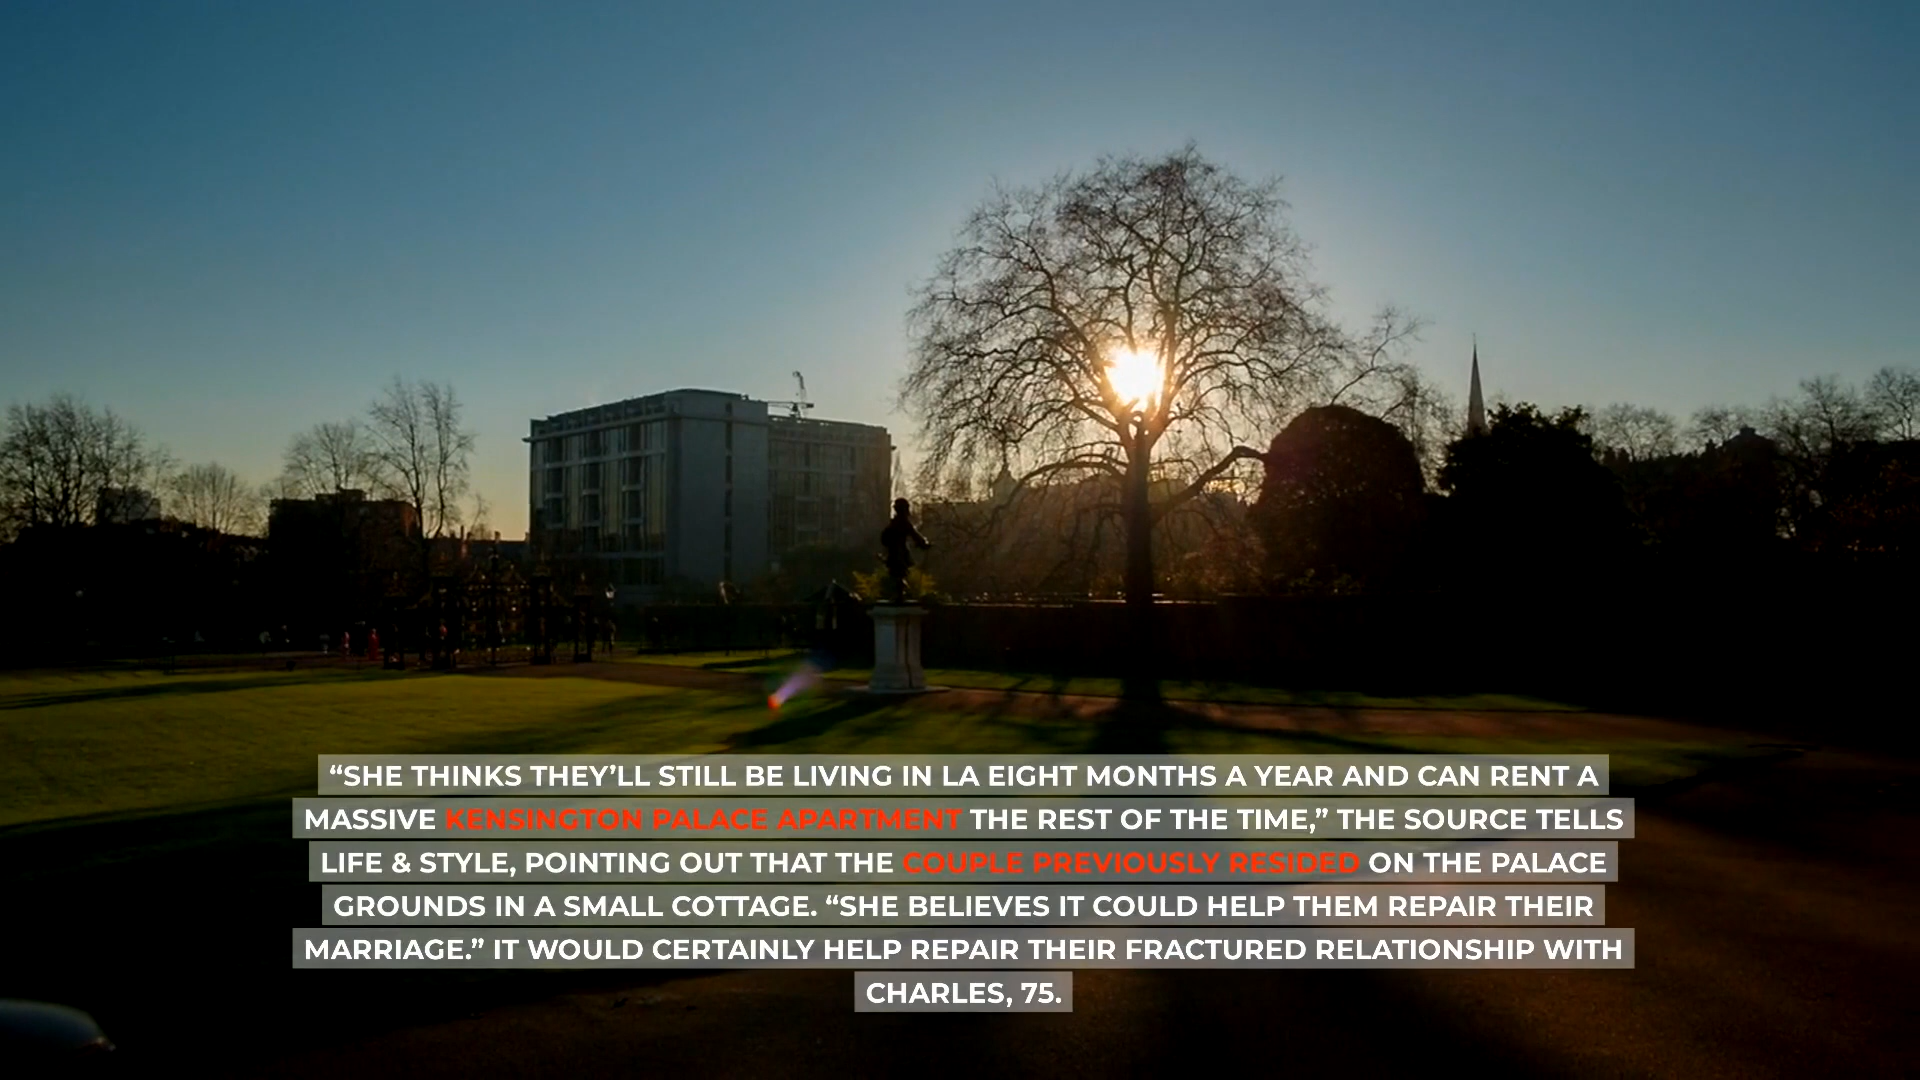 “SHE THINKS THEY’LL STILL BE LIVING IN LA EIGHT MONTHS A YEAR AND CAN RENT A
MASSIVE KENSINGTON PALACE APARTMENT THE REST OF THE TIME,” THE SOURCE TELLS
LIFE & STYLE, POINTING OUT THAT THE COUPLE PREVIOUSLY RESIDED ON THE PALACE
GROUNDS IN A SMALL COTTAGE. “SHE BELIEVES IT COULD HELP THEM REPAIR THEIR
MARRIAGE.” IT WOULD CERTAINLY HELP REPAIR THEIR FRACTURED RELATIONSHIP WITH
CHARLES, 75.